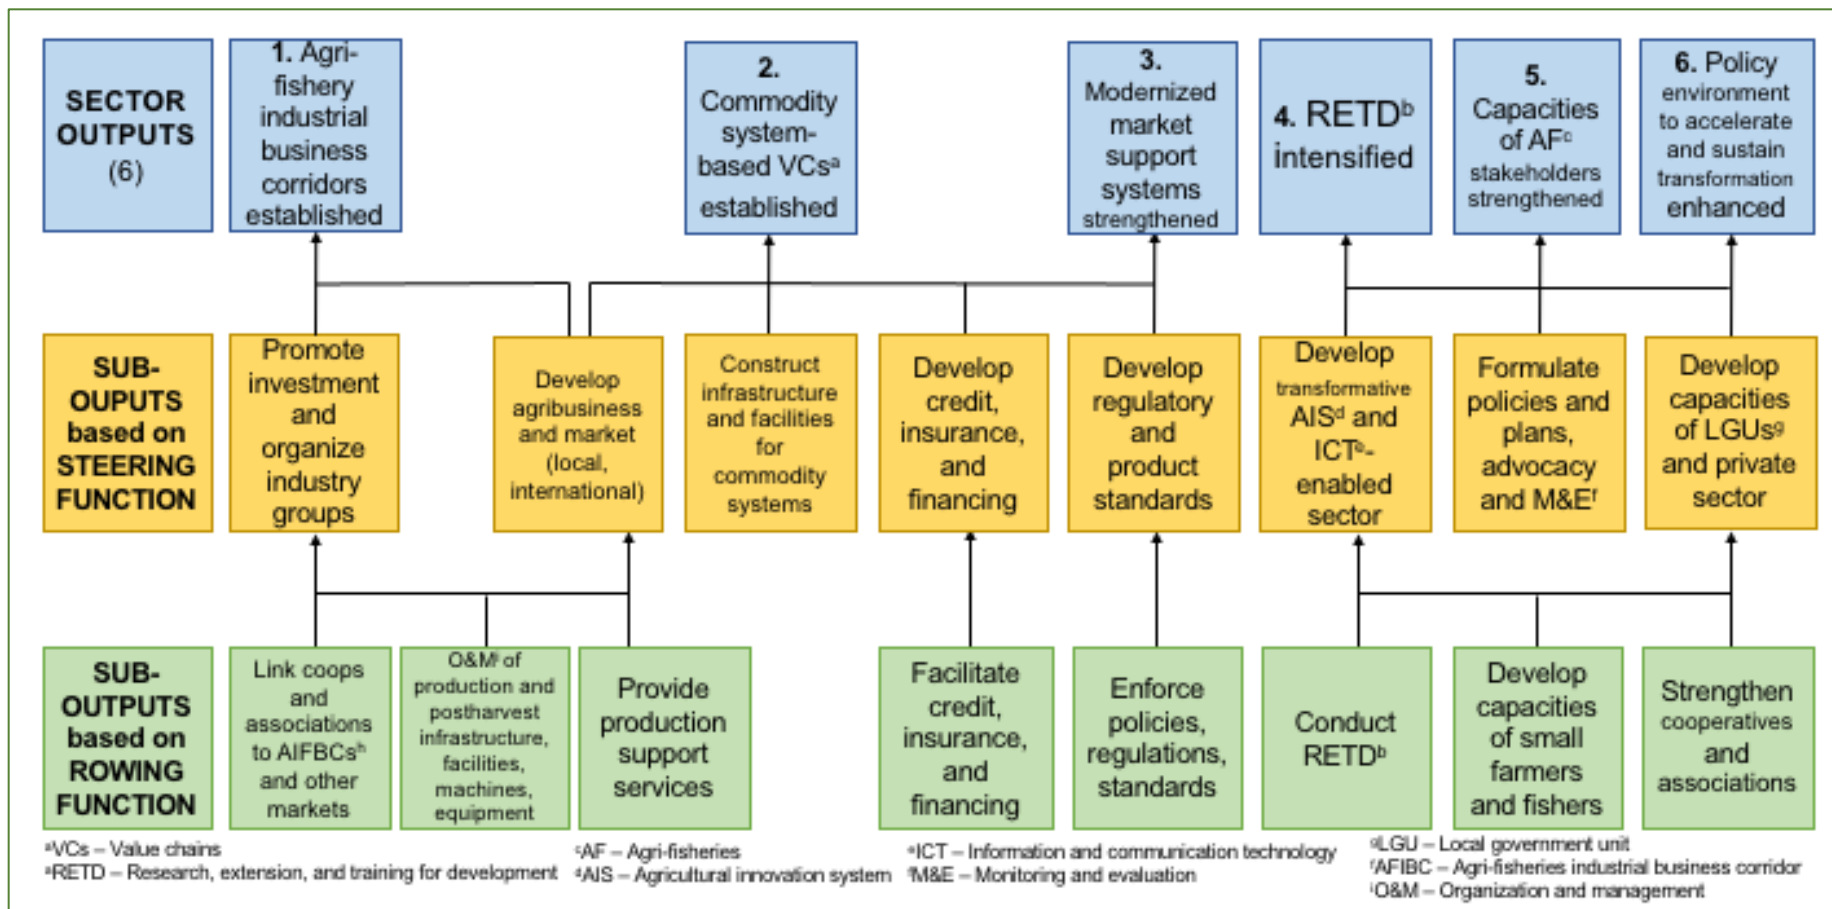 SECTOR
OUTPUTS
(6)
1. Agri-
fishery
industrial
business
corridors
established
2.
Commodity
system-
based VCsᵃ
established
3.
Modernized
market
support
systems
strengthened
4. RETDᵇ
intensified
5.
Capacities
of AFᶜ
stakeholders
strengthened
6. Policy
environment
to accelerate
and sustain
transformation
enhanced
SUB-
OUPUTS
based on
STEERING
FUNCTION
Promote
investment
and
organize
industry
groups
Develop
agribusiness
and market
(local,
international)
Construct
infrastructure
and facilities
for
commodity
systems
Develop
credit,
insurance,
and
financing
Develop
regulatory
and
product
standards
Develop
transformative
AISᵈ and
ICTᵉ-
enabled
sector
Formulate
policies and
plans,
advocacy
and M&Eᶠ
Develop
capacities
of LGUsᵍ
and private
sector
SUB-
OUTPUTS
based on
ROWING
FUNCTION
Link coops
and
associations
to AIFBCsʰ
and other
markets
O&Mⁱ of
production and
postharvest
infrastructure,
facilities,
machines,
equipment
Provide
production
support
services
Facilitate
credit,
insurance,
and
financing
Enforce
policies,
regulations,
standards
Conduct
RETDᵇ
Develop
capacities
of small
farmers
and fishers
Strengthen
cooperatives
and
associations
ᵃVCs – Value chains
ᵃRETD – Research, extension, and training for development
ᶜAF – Agri-fisheries
ᵈAIS – Agricultural innovation system
ᵉICT – Information and communication technology
ᶠM&E – Monitoring and evaluation
ᵍLGU – Local government unit
ᶠAFIBC – Agri-fisheries industrial business corridor
ⁱO&M – Organization and management